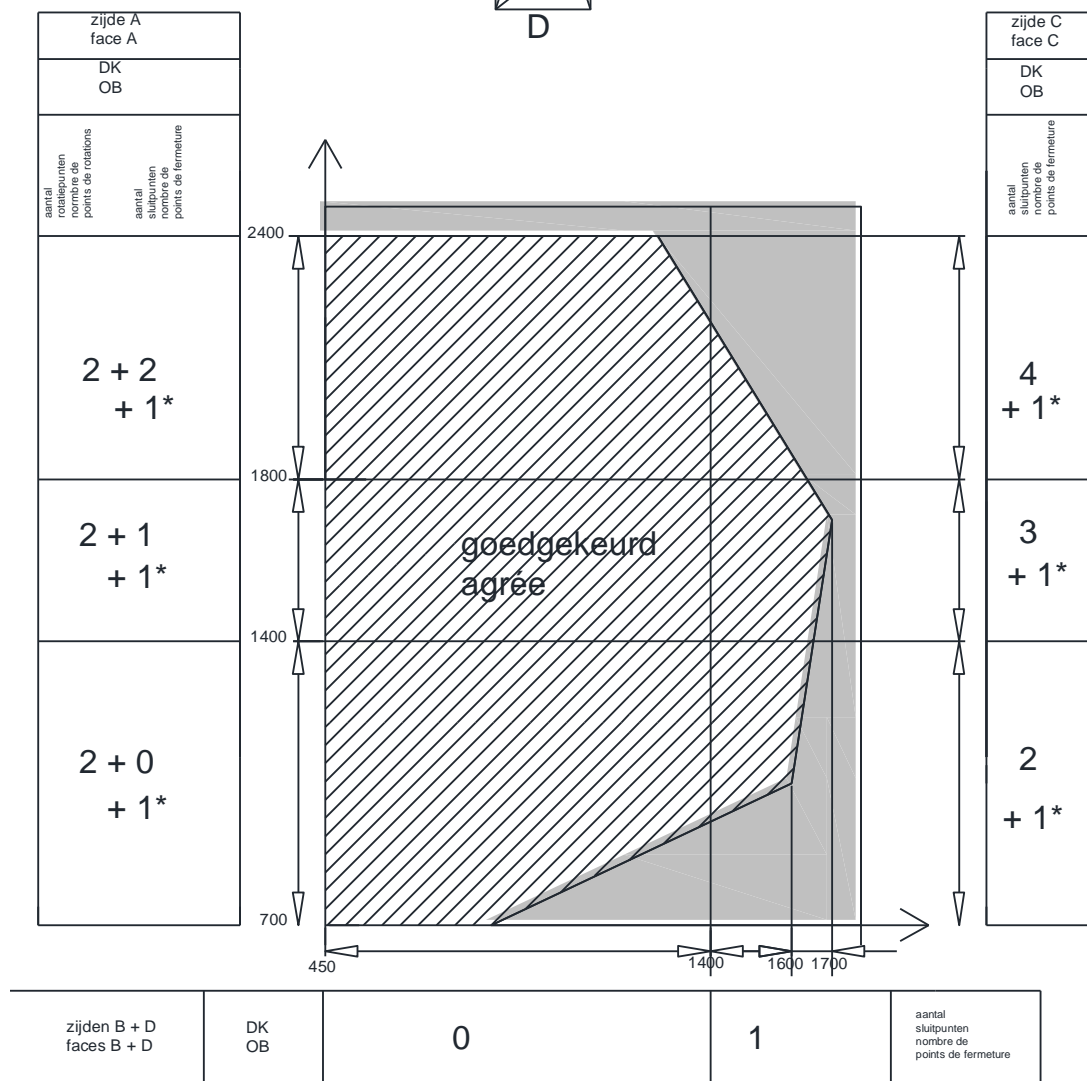 D
zijde A
face A
DK
OB
aantal
rotatiepunten
normbre de
points de rotations
aantal
sluitpunten
nombre de
points de fermeture
zijde C
face C
DK
OB
aantal
sluitpunten
nombre de
points de fermeture
2400
2 + 2
+ 1*
4
+ 1*
1800
2 + 1
+ 1*
goedgekeurd
agrée
3
+ 1*
1400
2 + 0
+ 1*
2
+ 1*
700
450
1400
1600
1700
zijden B + D
faces B + D
DK
OB
0
1
aantal
sluitpunten
nombre de
points de fermeture